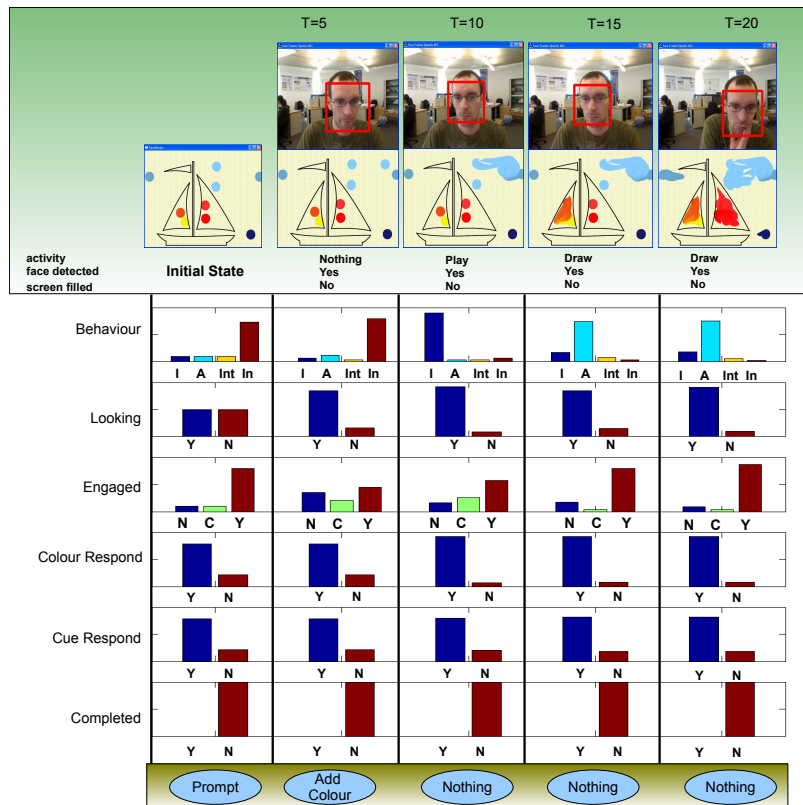 T=5 T=10 T=15 T=20
activity Nothing Play Draw Draw
face detected Initial State Yes Yes Yes Yes
screen filled No No No No
Behaviour
I A Int In I A Int In I A Int In I A Int In I A Int In
Looking
Y N Y N Y N Y N Y N
Engaged
N C Y N C Y N C Y N C Y N C Y
Colour Respond
Y N Y N Y N Y N Y N
Cue Respond
Y N Y N Y N Y N Y N
Completed
Y N Y N Y N Y N Y N
Prompt Add Colour Nothing Nothing Nothing